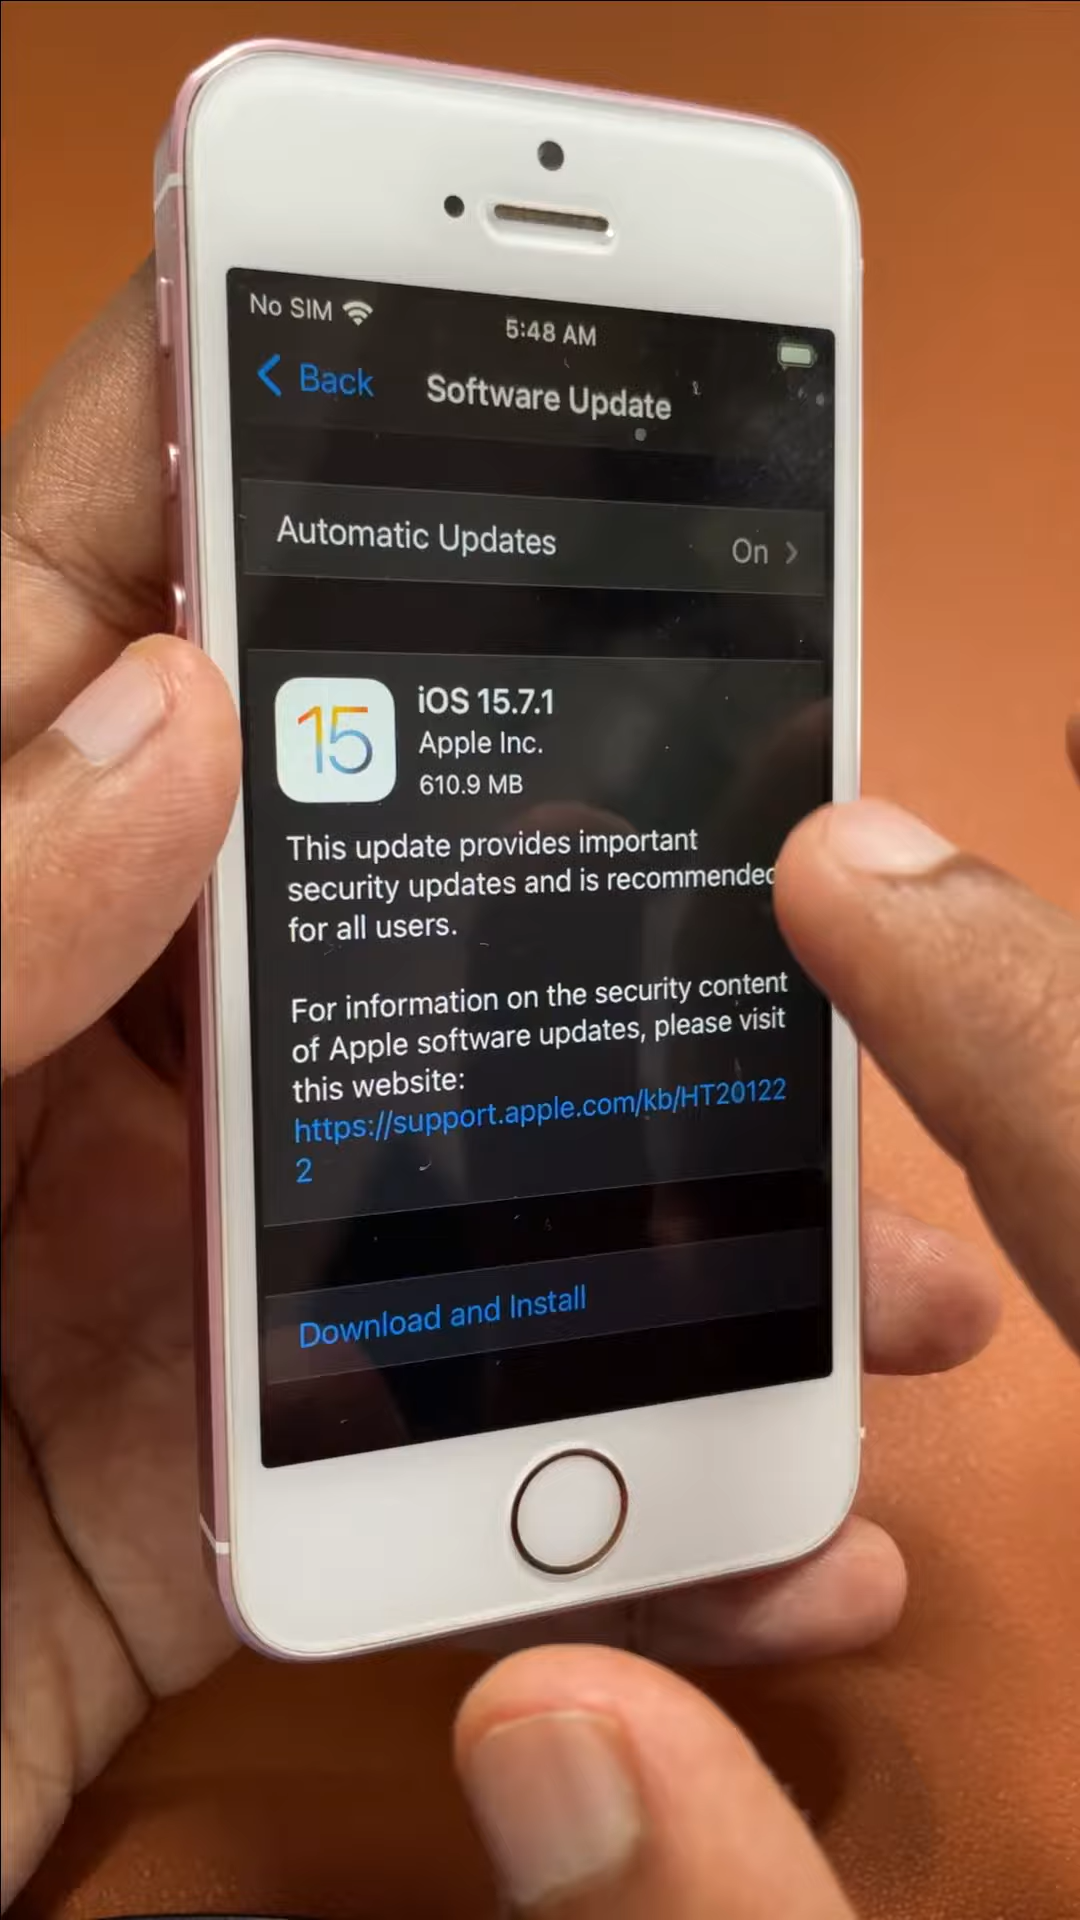 No SIM
5:48 AM
Back
Software Update
Automatic Updates
On
15
iOS 15.7.1
Apple Inc.
610.9 MB
This update provides important
security updates and is recommended
for all users.
For information on the security content
of Apple software updates, please visit
this website:
https://support.apple.com/kb/HT20122
2
Download and Install